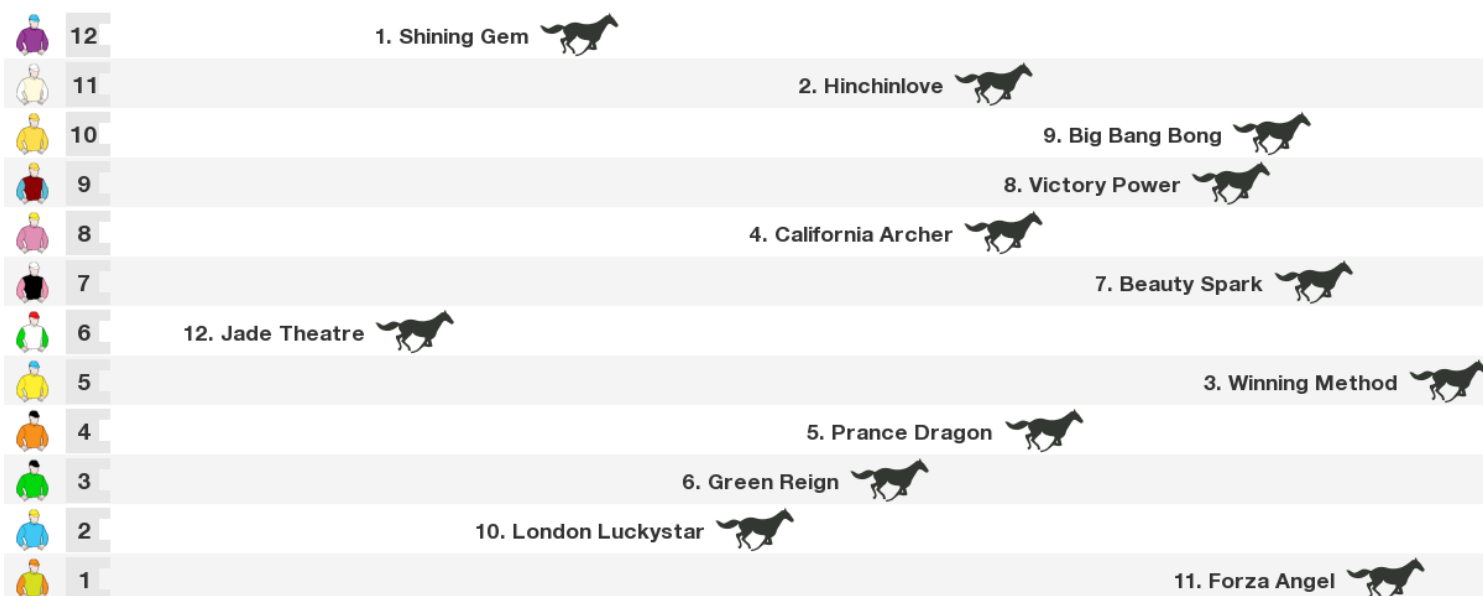 12 1. Shining Gem
11 2. Hinchinlove
10 9. Big Bang Bong
9 8. Victory Power
8 4. California Archer
7 7. Beauty Spark
6 12. Jade Theatre
5 3. Winning Method
4 5. Prance Dragon
3 6. Green Reign
2 10. London Luckystar
1 11. Forza Angel